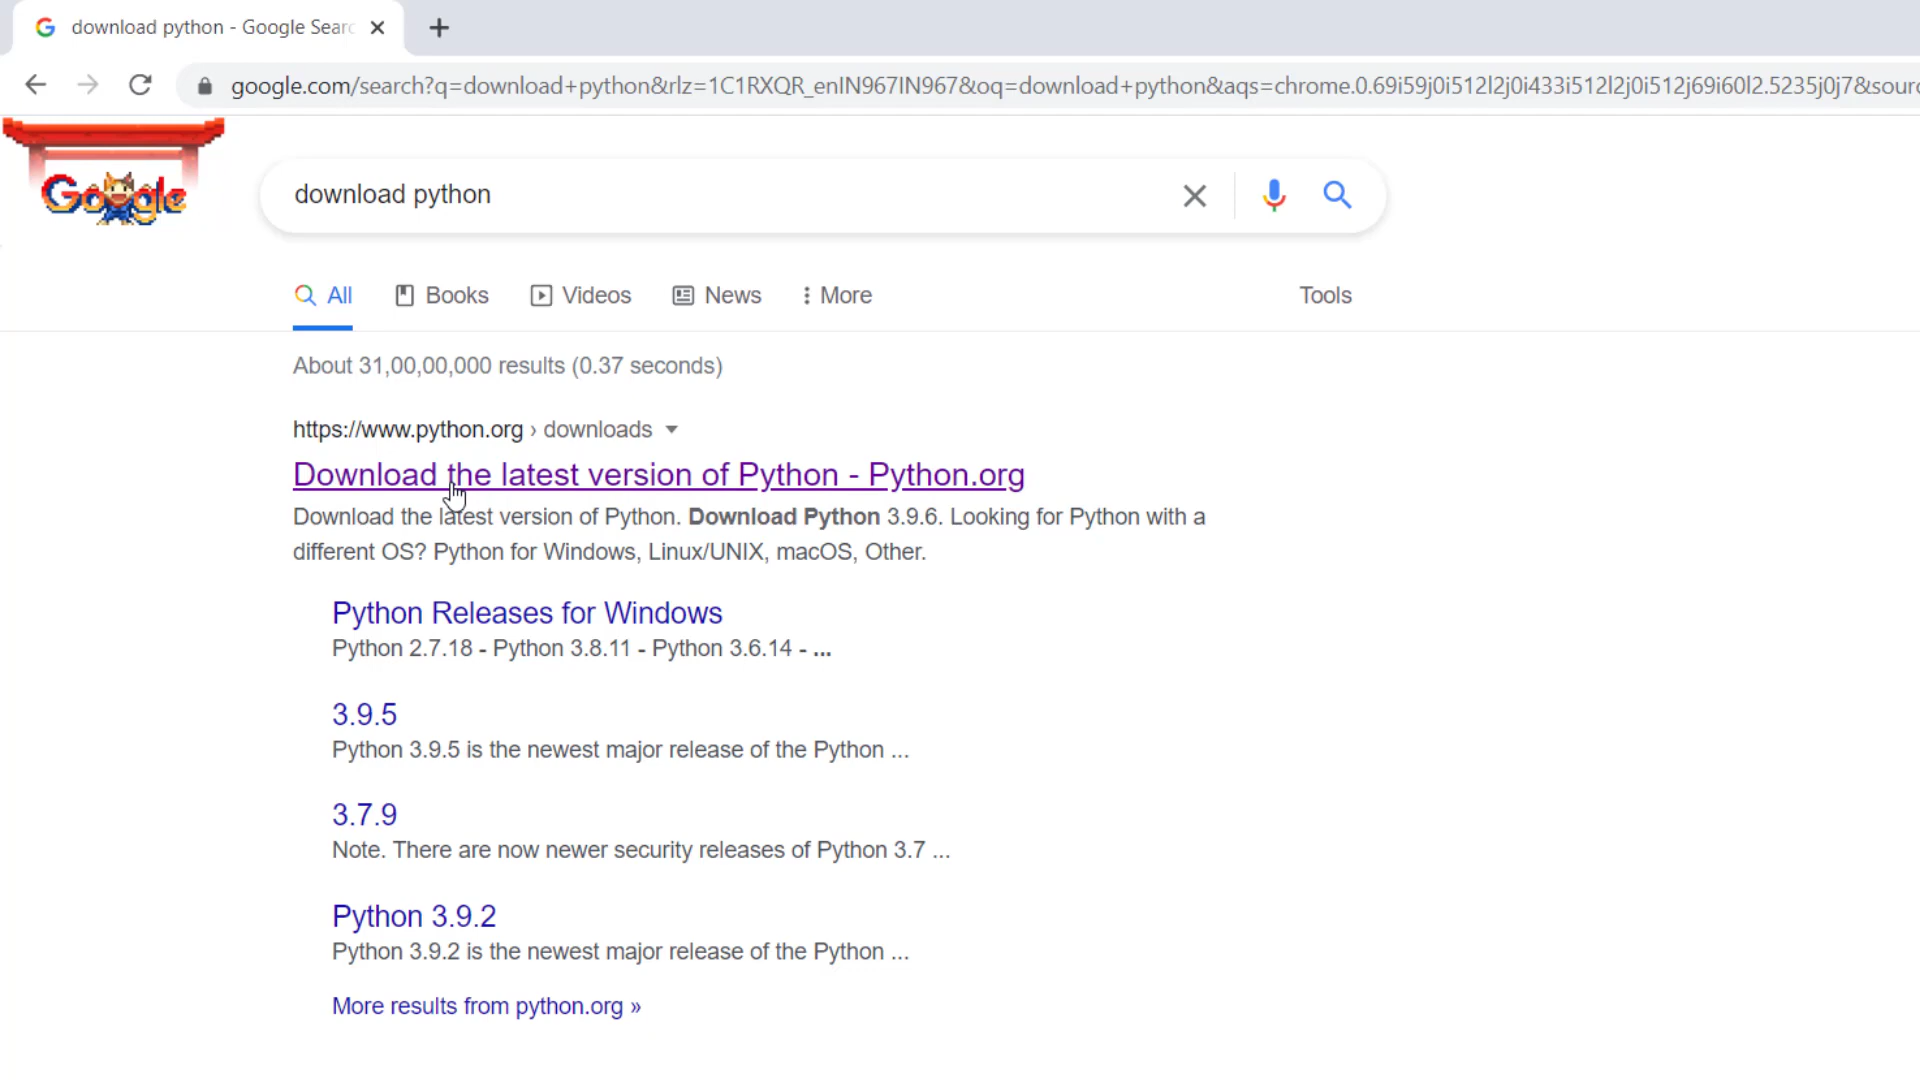 download python - Google Searc
google.com/search?q=download+python&rlz=1C1RXQR_enIN967IN967&oq=download+python&aqs=chrome.0.69i59j0i512l2j0i433i512l2j0i512j69i60l2.5235j0j7&sourc
Google
download python
All Books Videos News More Tools
About 31,00,00,000 results (0.37 seconds)
https://www.python.org › downloads
Download the latest version of Python - Python.org
Download the latest version of Python. Download Python 3.9.6. Looking for Python with a
different OS? Python for Windows, Linux/UNIX, macOS, Other.
Python Releases for Windows
Python 2.7.18 - Python 3.8.11 - Python 3.6.14 - ...
3.9.5
Python 3.9.5 is the newest major release of the Python ...
3.7.9
Note. There are now newer security releases of Python 3.7 ...
Python 3.9.2
Python 3.9.2 is the newest major release of the Python ...
More results from python.org »